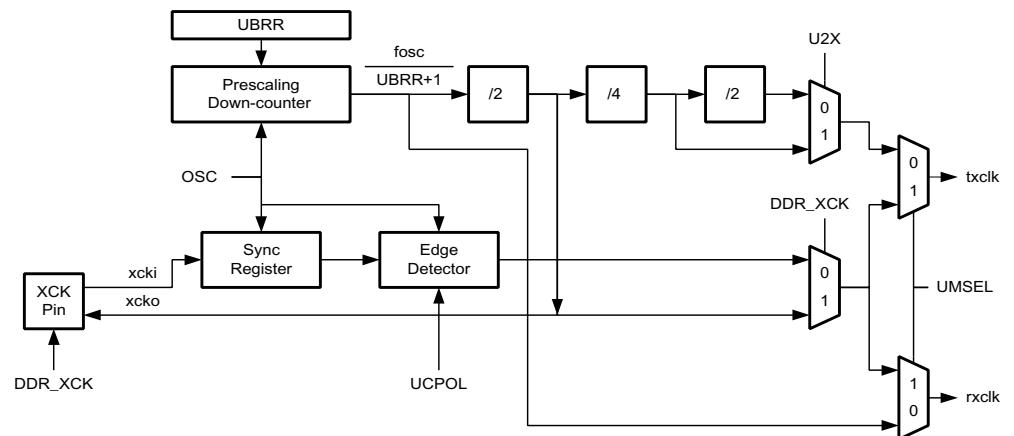 UBRR
U2X
fosc
Prescaling
Down-counter
UBRR+1
/2
/4
/2
0
1
0
1
txclk
OSC
DDR_XCK
Sync
Register
Edge
Detector
xcki
0
1
XCK
Pin
xcko
UMSEL
DDR_XCK
UCPOL
1
0
rxclk